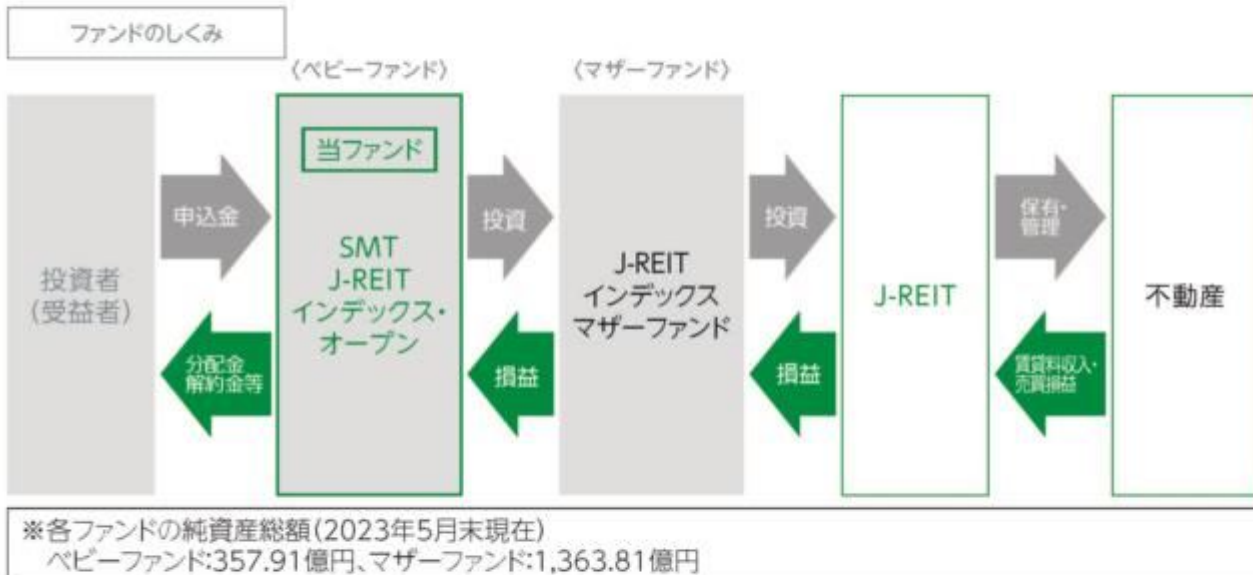 ファンドのしくみ
〈ベビーファンド〉
〈マザーファンド〉
投資者
(受益者)
申込金
分配金
解約金等
当ファンド
SMT
J-REIT
インデックス・
オープン
投資
損益
J-REIT
インデックス
マザーファンド
投資
損益
J-REIT
保有・
管理
賃貸料収入・
売買損益
不動産
※各ファンドの純資産総額(2023年5月末現在)
ベビーファンド:357.91億円、マザーファンド:1,363.81億円